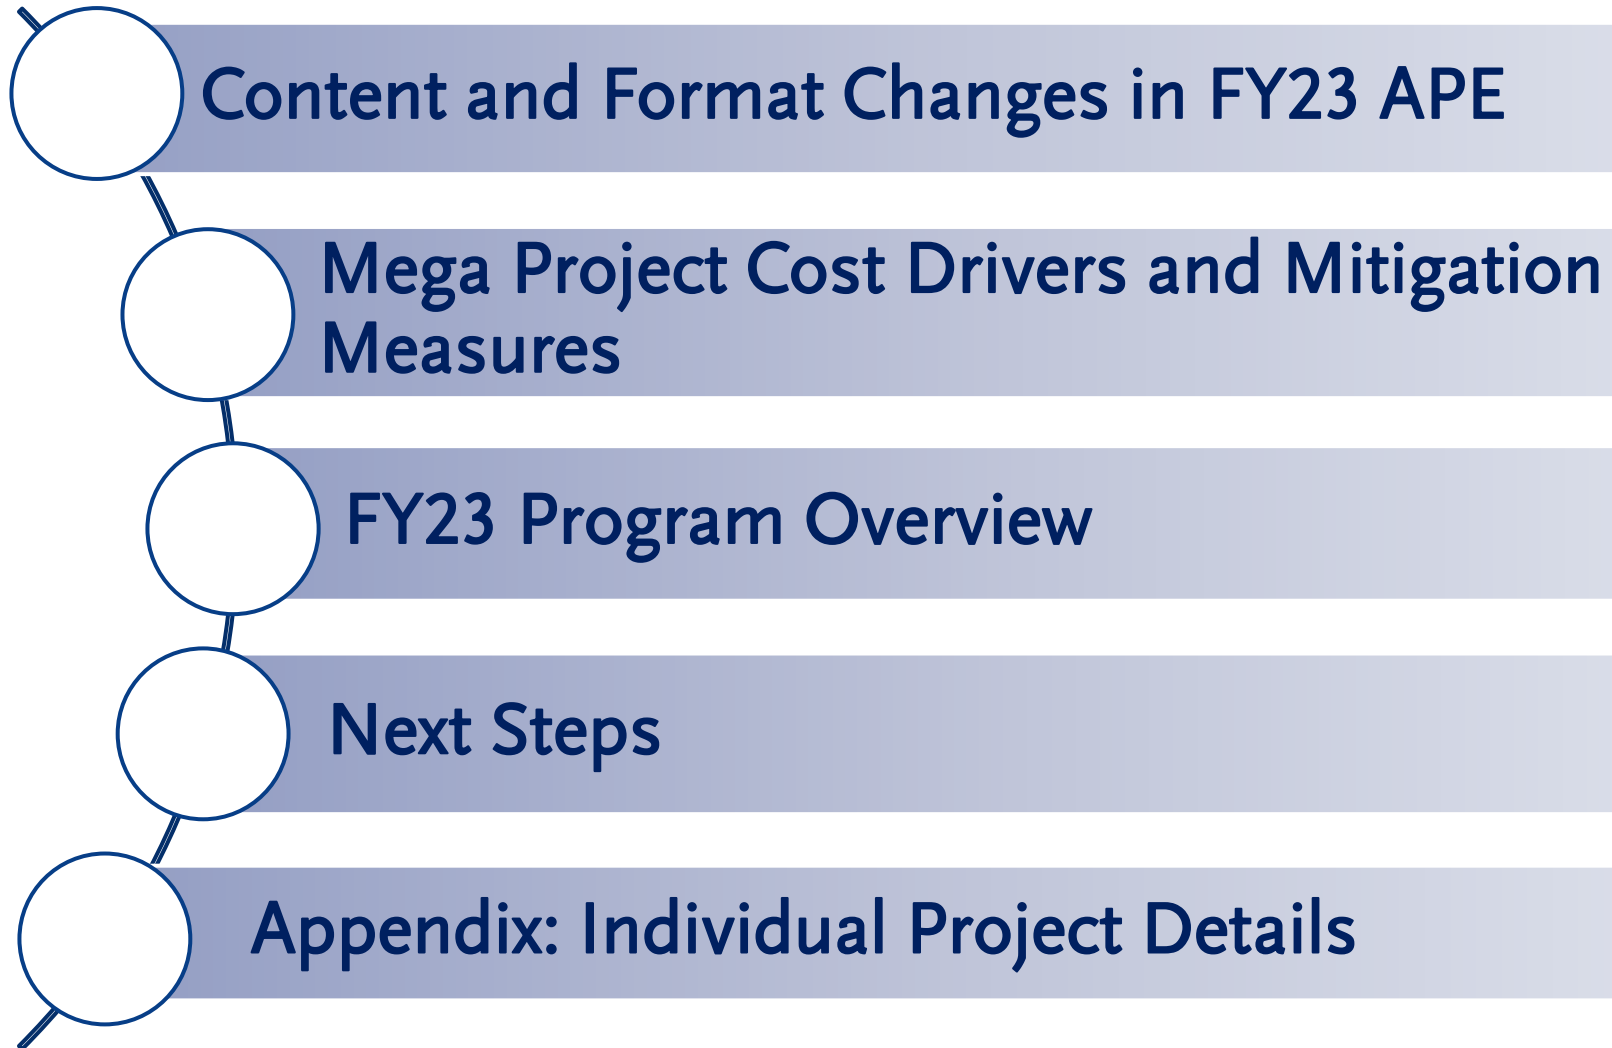 Content and Format Changes in FY23 APE
Mega Project Cost Drivers and Mitigation
Measures
FY23 Program Overview
Next Steps
Appendix: Individual Project Details